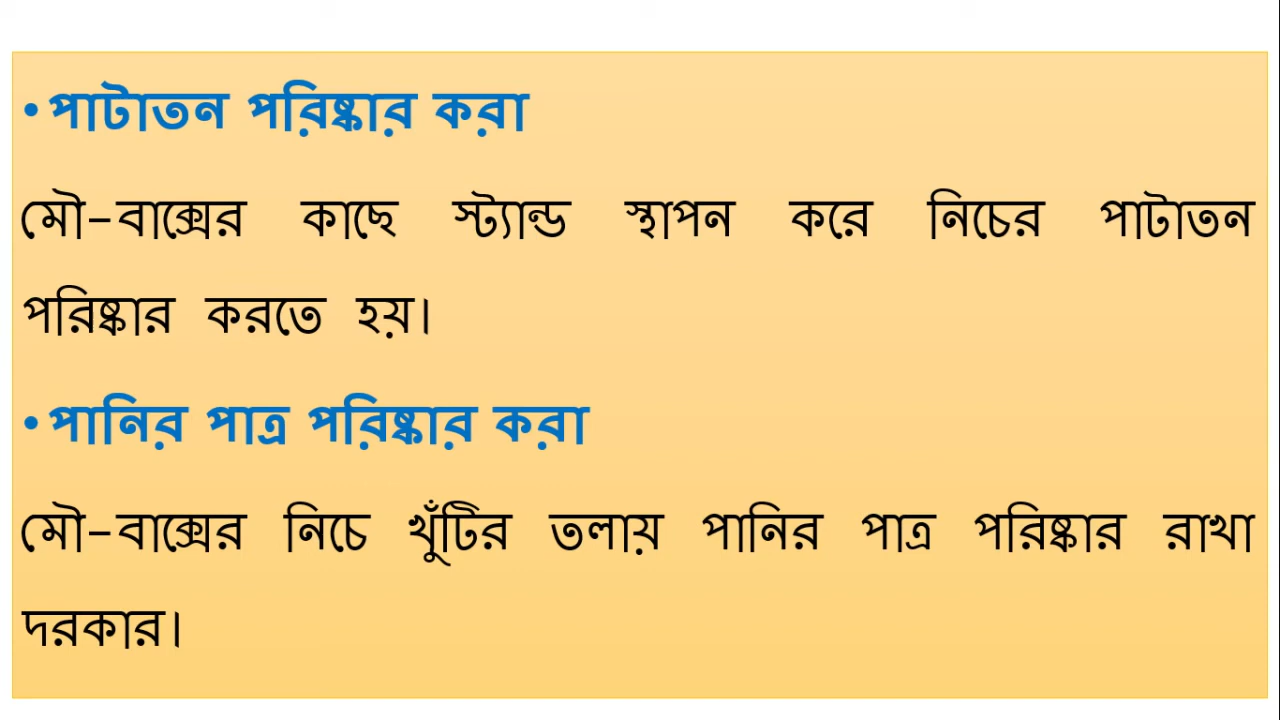 • পাটাতন পরিষ্কার করা
মৌ–বাক্সের কাছে স্ট্যান্ড স্থাপন করে নিচের পাটাতন
পরিষ্কার করতে হয়।
• পানির পাত্র পরিষ্কার করা
মৌ–বাক্সের নিচে খুঁটির তলায় পানির পাত্র পরিষ্কার রাখা
দরকার।